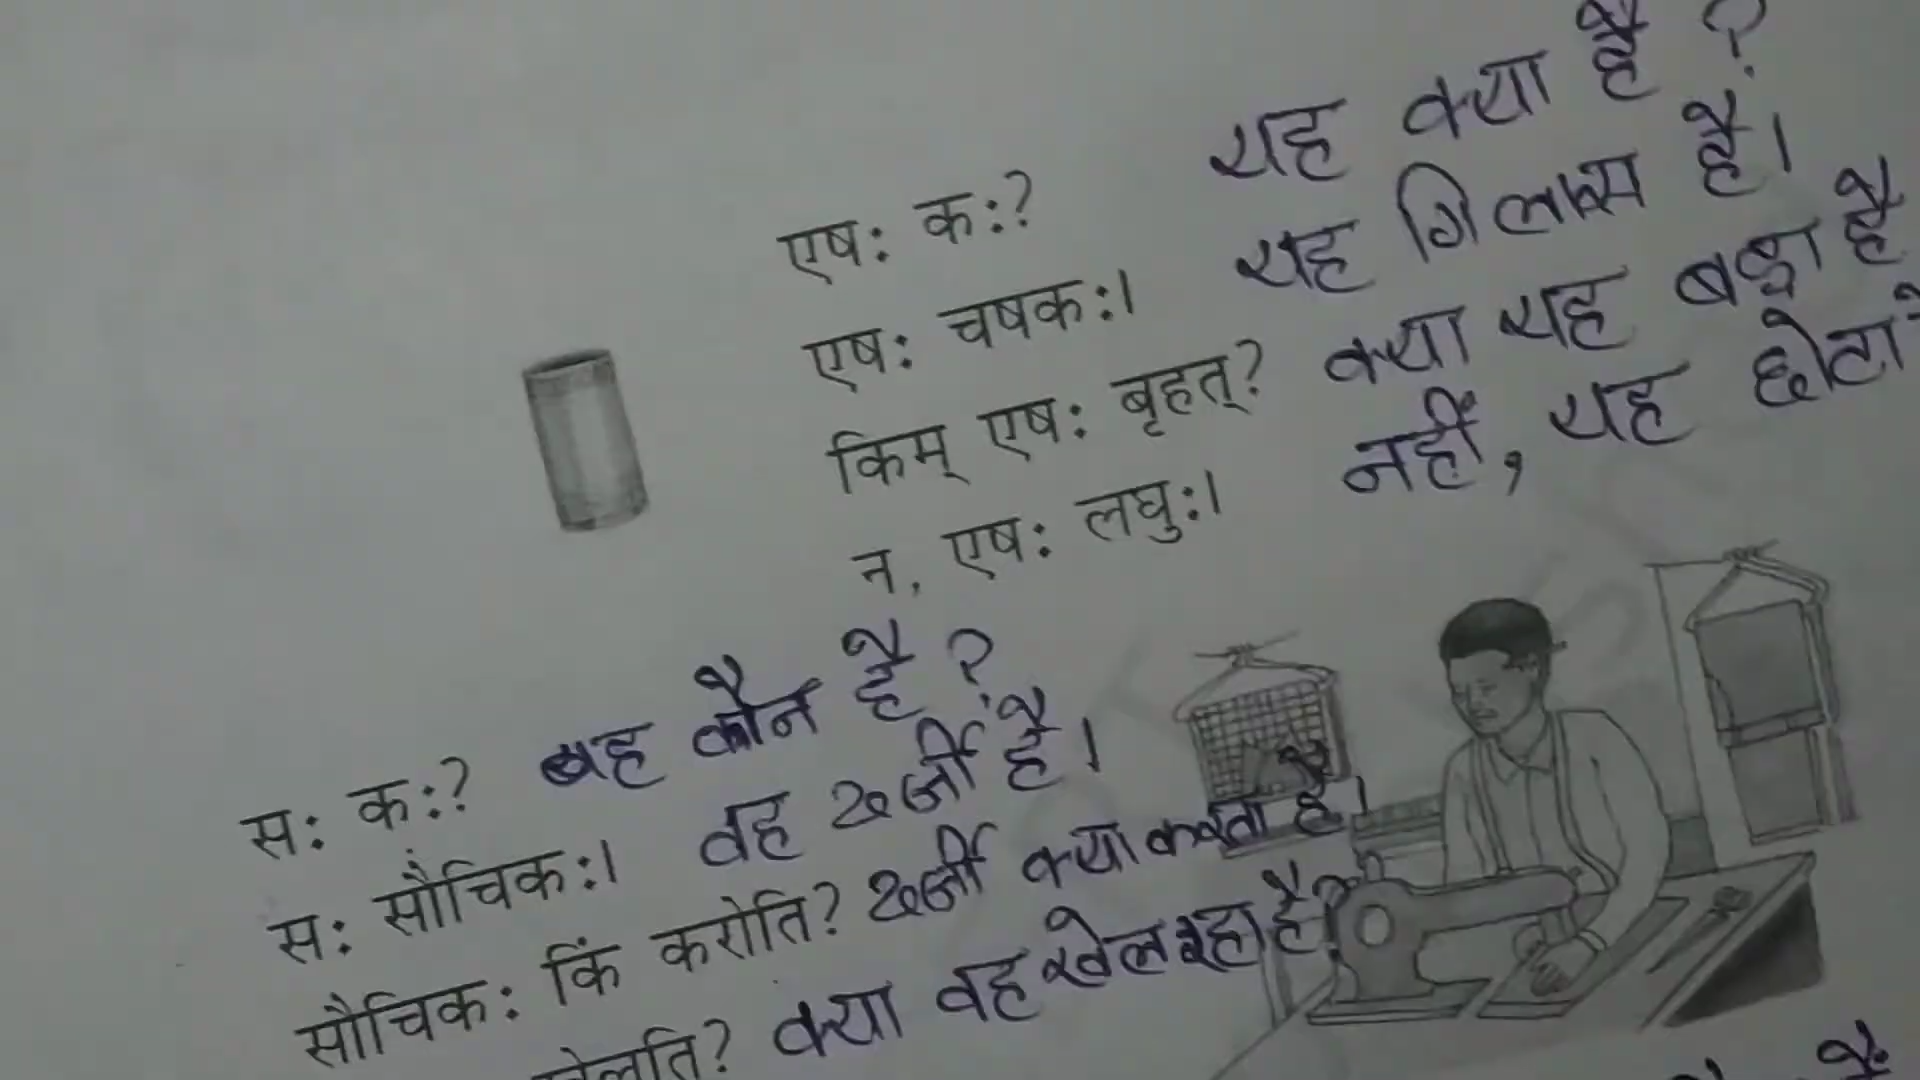 एषः कः? यह क्या है ?
एषः चषकः। यह गिलास है।
किम् एषः बृहत्? क्या यह बड़ा है
न, एषः लघुः। नहीं, यह छोटा
सः कः? वह कौन है ?
सः सौचिकः। वह दर्जी है।
सौचिकः किं करोति? दर्जी क्या करता है।
खेलति? क्या वह खेल रहा है?